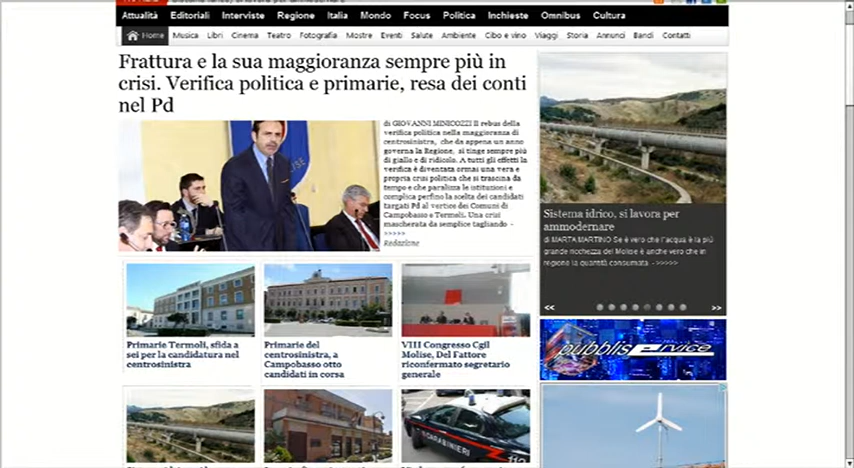 Attualità Editoriali Interviste Regione Italia Mondo Focus Politica Inchieste Omnibus Cultura
Home Musica Libri Cinema Teatro Fotografia Mostre Eventi Salute Ambiente Cibo e vino Viaggi Storia Annunci Bandi Contatti
Frattura e la sua maggioranza sempre più in
crisi. Verifica politica e primarie, resa dei conti
nel Pd
di GIOVANNI MINICOZZI Il rebus della
verifica politica nella maggioranza di
centrosinistra, che da appena un anno
governa la Regione, si tinge sempre più
di giallo e di ridicolo. A tutti gli effetti la
verifica è diventata ormai una vera e
propria crisi politica che si trascina da
tempo e che paralizza le istituzioni e
complica perfino la scelta dei candidati
targati Pd al vertice dei Comuni di
Campobasso e Termoli. Una crisi
mascherata da semplice tagliando -
>>>>>
Redazione
Sistema idrico, si lavora per
ammodernare
di MARTA MARTINO Se è vero che l'acqua è la più
grande ricchezza del Molise è anche vero che in
regione la quantità consumata - >>>>>
<< >>
Primarie Termoli, sfida a
sei per la candidatura nel
centrosinistra
Primarie del
centrosinistra, a
Campobasso otto
candidati in corsa
VIII Congresso Cgil
Molise, Del Fattore
riconfermato segretario
generale
pubbliservice
CARABINIERI
112